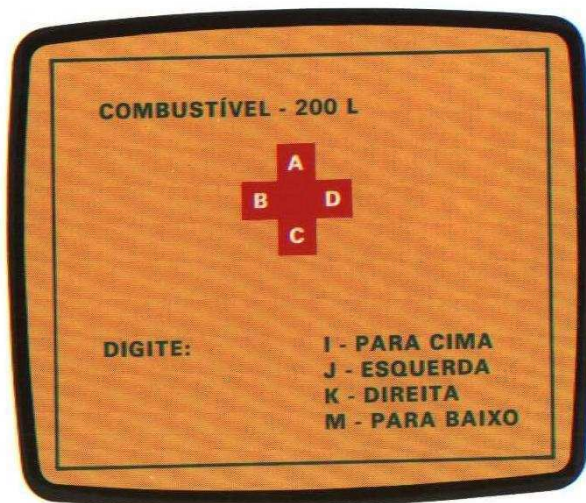 COMBUSTÍVEL - 200 L
A
B D
C
DIGITE: I - PARA CIMA
J - ESQUERDA
K - DIREITA
M - PARA BAIXO